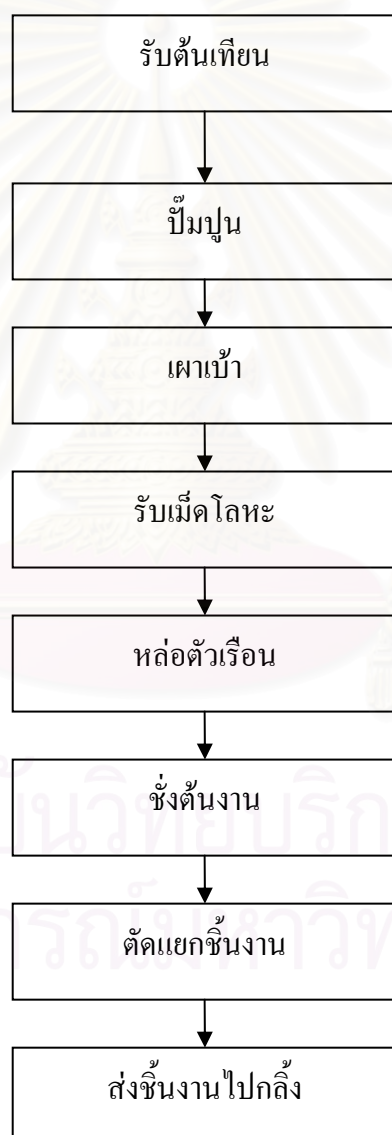 รับต้นเทียน
ปั๊มปูน
เผาเบ้า
รับเม็ดโลหะ
หล่อตัวเรือน
ชั่งต้นงาน
ตัดแยกชิ้นงาน
ส่งชิ้นงานไปกลิ้ง